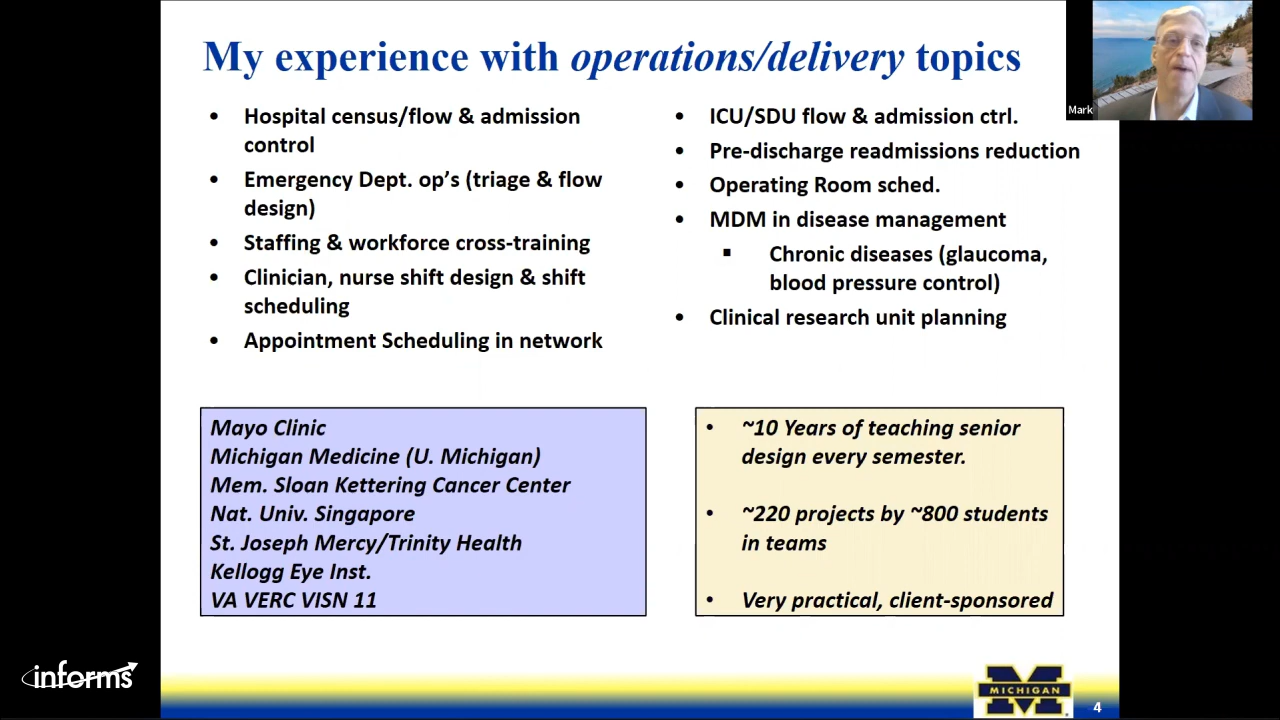 My experience with operations/delivery topics
• Hospital census/flow & admission
control
• Emergency Dept. op's (triage & flow
design)
• Staffing & workforce cross-training
• Clinician, nurse shift design & shift
scheduling
• Appointment Scheduling in network
• ICU/SDU flow & admission ctrl.
• Pre-discharge readmissions reduction
• Operating Room sched.
• MDM in disease management
▪ Chronic diseases (glaucoma,
blood pressure control)
• Clinical research unit planning
Mayo Clinic
Michigan Medicine (U. Michigan)
Mem. Sloan Kettering Cancer Center
Nat. Univ. Singapore
St. Joseph Mercy/Trinity Health
Kellogg Eye Inst.
VA VERC VISN 11
• ~10 Years of teaching senior
design every semester.
• ~220 projects by ~800 students
in teams
• Very practical, client-sponsored
Mark
informs
MICHIGAN
4